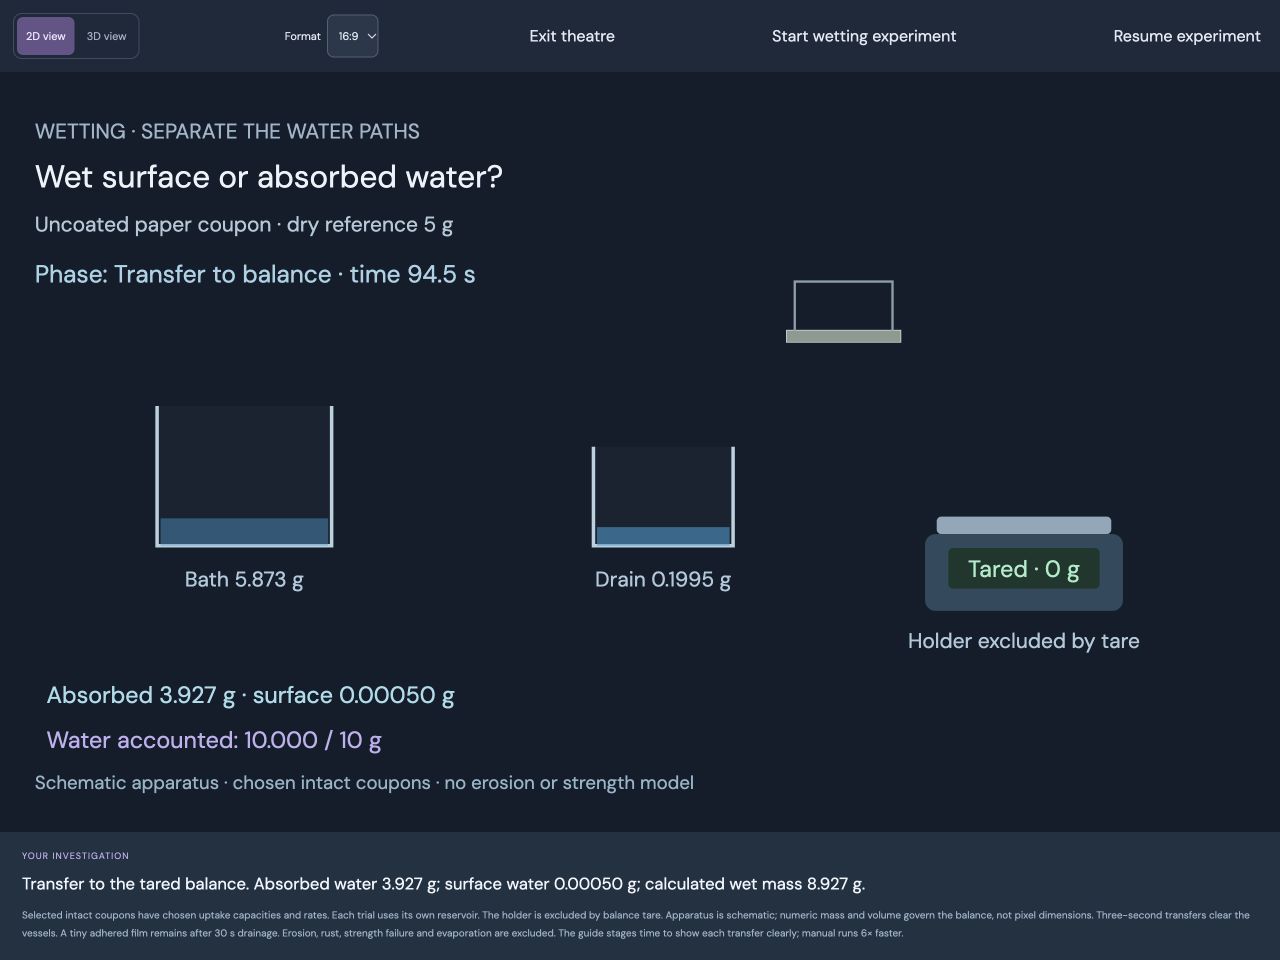 2D view
3D view
Format
16:9
Exit theatre
Start wetting experiment
Resume experiment
WETTING · SEPARATE THE WATER PATHS
Wet surface or absorbed water?
Uncoated paper coupon · dry reference 5 g
Phase: Transfer to balance · time 94.5 s
Bath 5.873 g
Drain 0.1995 g
Tared · 0 g
Holder excluded by tare
Absorbed 3.927 g · surface 0.00050 g
Water accounted: 10.000 / 10 g
Schematic apparatus · chosen intact coupons · no erosion or strength model
YOUR INVESTIGATION
Transfer to the tared balance. Absorbed water 3.927 g; surface water 0.00050 g; calculated wet mass 8.927 g.
Selected intact coupons have chosen uptake capacities and rates. Each trial uses its own reservoir. The holder is excluded by balance tare. Apparatus is schematic; numeric mass and volume govern the balance, not pixel dimensions. Three-second transfers clear the
vessels. A tiny adhered film remains after 30 s drainage. Erosion, rust, strength failure and evaporation are excluded. The guide stages time to show each transfer clearly; manual runs 6× faster.